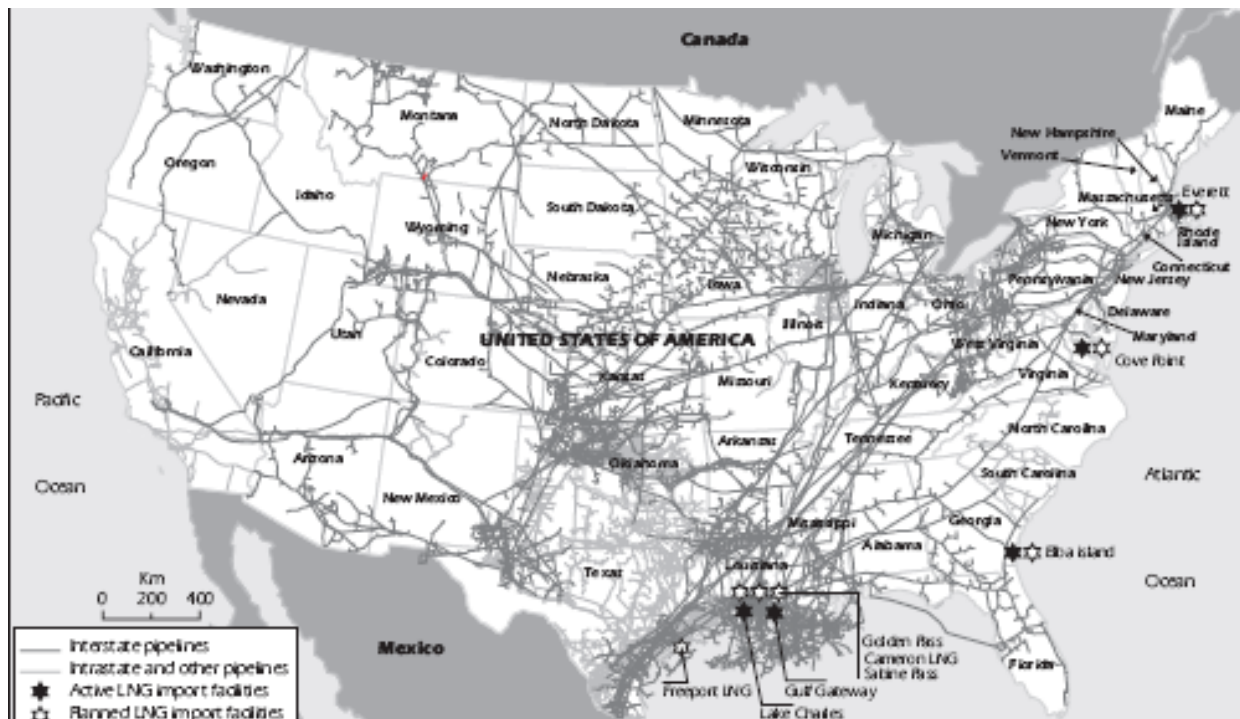 Canada
Washington
Montana
North Dakota
Minnesota
Maine
New Hampshire
Vermont
Oregon
Idaho
Wisconsin
Massachusetts
Everett
South Dakota
Wyoming
Michigan
New York
Rhode
Island
Connecticut
Nebraska
Iowa
Pennsylvania
New Jersey
Nevada
Utah
Illinois
Indiana
Ohio
Delaware
Maryland
UNITED STATES OF AMERICA
California
Colorado
Kansas
Missouri
West Virginia
Cove Point
Kentucky
Virginia
Pacific
Ocean
Arizona
New Mexico
Oklahoma
Arkansas
Tennessee
North Carolina
South Carolina
Atlantic
Ocean
Mississippi
Georgia
Alabama
Elba Island
Texas
Louisiana
Km
0 200 400
Mexico
Florida
Golden Pass
Cameron LNG
Sabine Pass
Freeport LNG
Gulf Gateway
Lake Charles
Interstate pipelines
Intrastate and other pipelines
Active LNG import facilities
Planned LNG import facilities